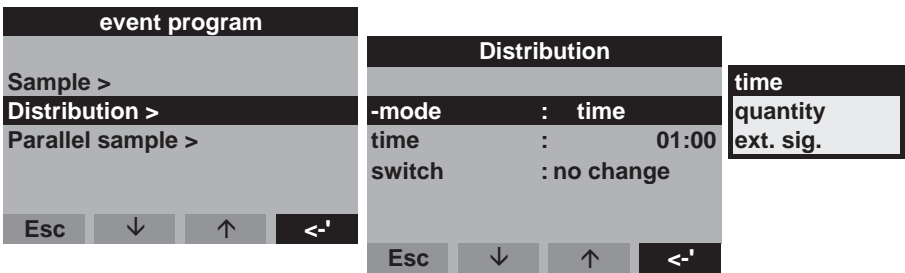 event program
Sample >
Distribution >
Parallel sample >
Esc ↓ ↑ <-'
Distribution
-mode : time
time : 01:00
switch : no change
Esc ↓ ↑ <-'
time
quantity
ext. sig.